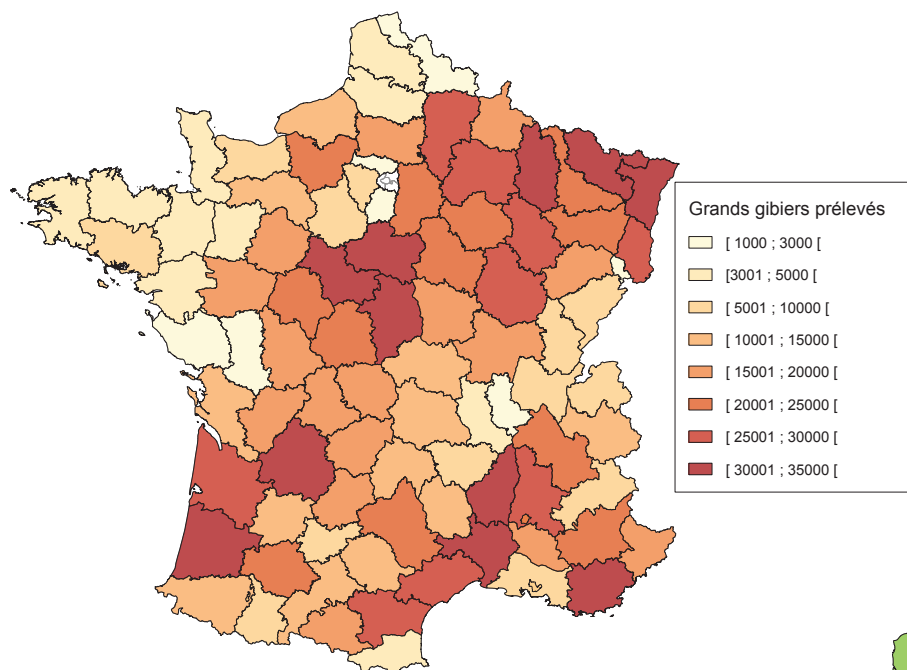 Grands gibiers prélevés
[ 1000 ; 3000 [
[3001 ; 5000 [
[ 5001 ; 10000 [
[ 10001 ; 15000 [
[ 15001 ; 20000 [
[ 20001 ; 25000 [
[ 25001 ; 30000 [
[ 30001 ; 35000 [